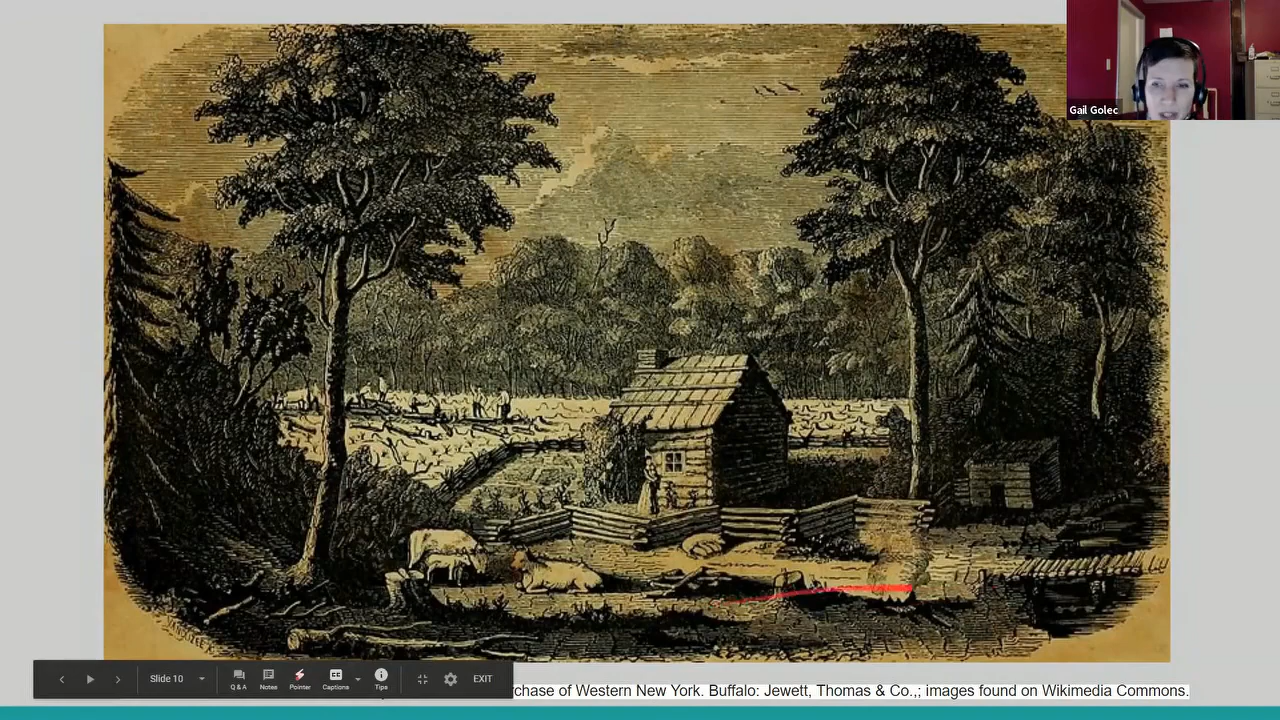 Gail Golec
Slide 10
Q & A
Notes
Pointer
Captions
Tips
EXIT
rchase of Western New York. Buffalo: Jewett, Thomas & Co.,; images found on Wikimedia Commons.